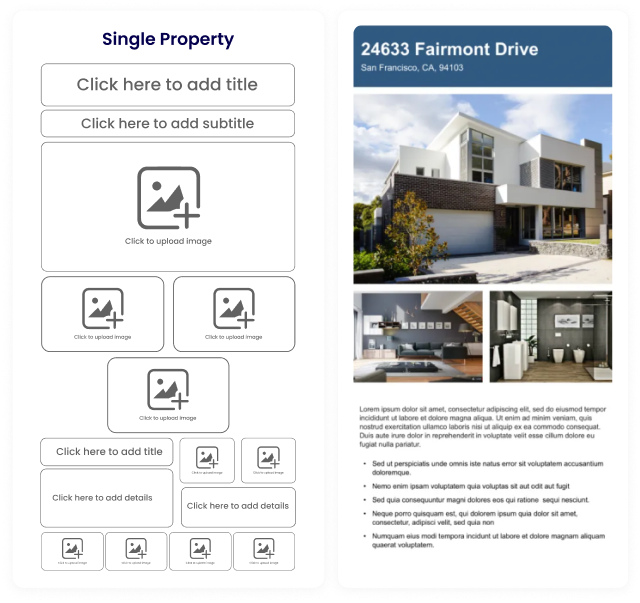 Single Property
Click here to add title
Click here to add subtitle
Click to upload image
Click to upload image
Click to upload image
Click to upload image
Click here to add title
Click to upload image
Click to upload image
Click here to add details
Click here to add details
Click to upload image
Click to upload image
Click to upload image
Click to upload image
24633 Fairmont Drive
San Francisco, CA, 94103
Lorem ipsum dolor sit amet, consectetur adipiscing elit, sed do eiusmod tempor
incididunt ut labore et dolore magna aliqua. Ut enim ad minim veniam, quis
nostrud exercitation ullamco laboris nisi ut aliquip ex ea commodo consequat.
Duis aute irure dolor in reprehenderit in voluptate velit esse cillum dolore eu
fugiat nulla pariatur.
• Sed ut perspiciatis unde omnis iste natus error sit voluptatem accusantium
doloremque.
• Nemo enim ipsam voluptatem quia voluptas sit aut odit aut fugit
• Sed quia consequuntur magni dolores eos qui ratione sequi nesciunt.
• Neque porro quisquam est, qui dolorem ipsum quia dolor sit amet,
consectetur, adipisci velit, sed quia non
• Numquam eius modi tempora incidunt ut labore et dolore magnam aliquam
quaerat voluptatem.